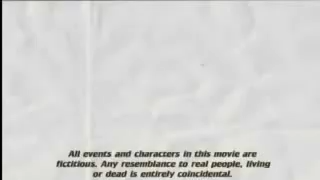 All events and characters in this movie are
fictitious. Any resemblance to real people, living
or dead is entirely coincidental.